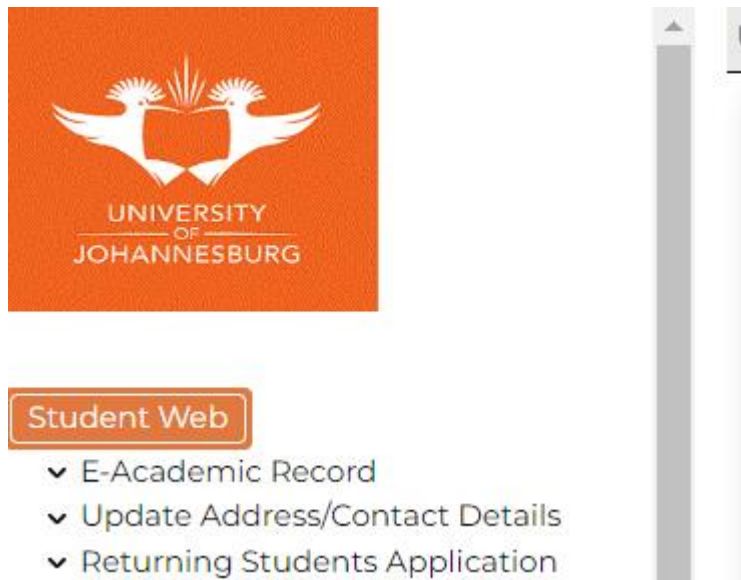 UNIVERSITY
OF
JOHANNESBURG
Student Web
E-Academic Record
Update Address/Contact Details
Returning Students Application